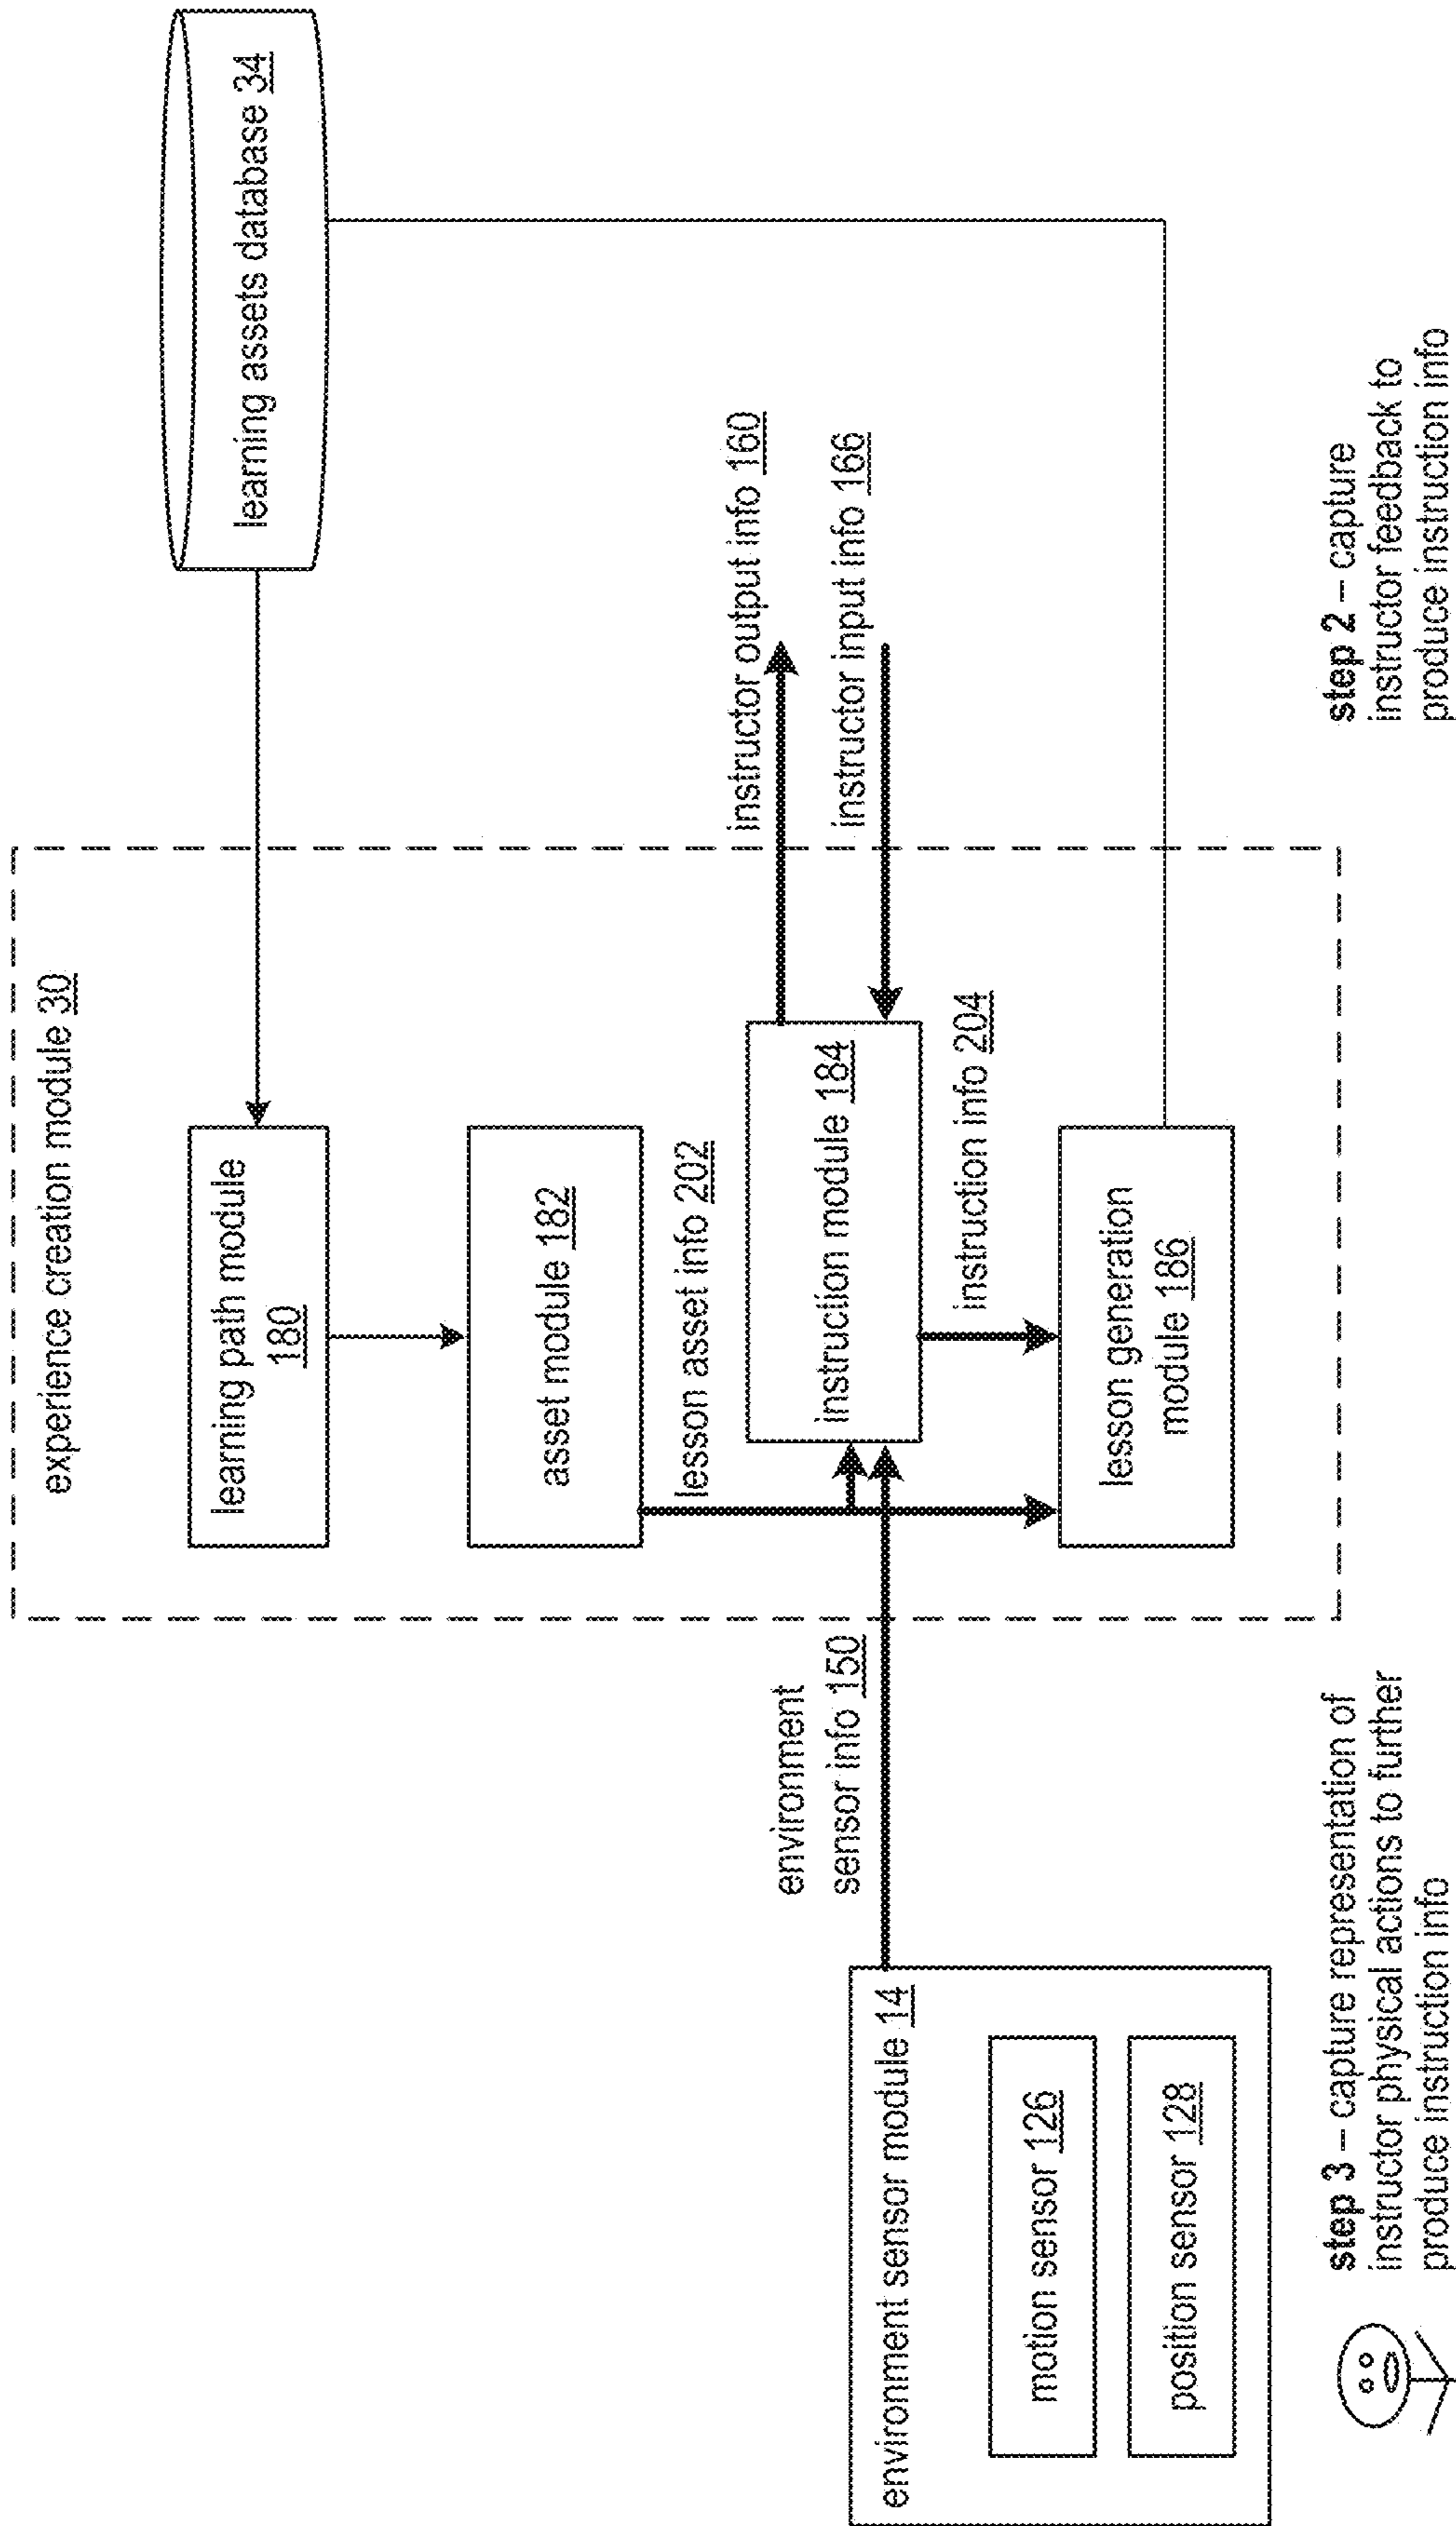 experience creation module 30
learning assets database 34
learning path module
180
asset module 182
lesson asset info 202
instructor output info 160
instructor input info 166
environment
sensor info 150
instruction module 184
instruction info 204
environment sensor module 14
motion sensor 126
position sensor 128
lesson generation
module 186
step 3 – capture representation of
instructor physical actions to further
produce instruction info
step 2 – capture
instructor feedback to
produce instruction info